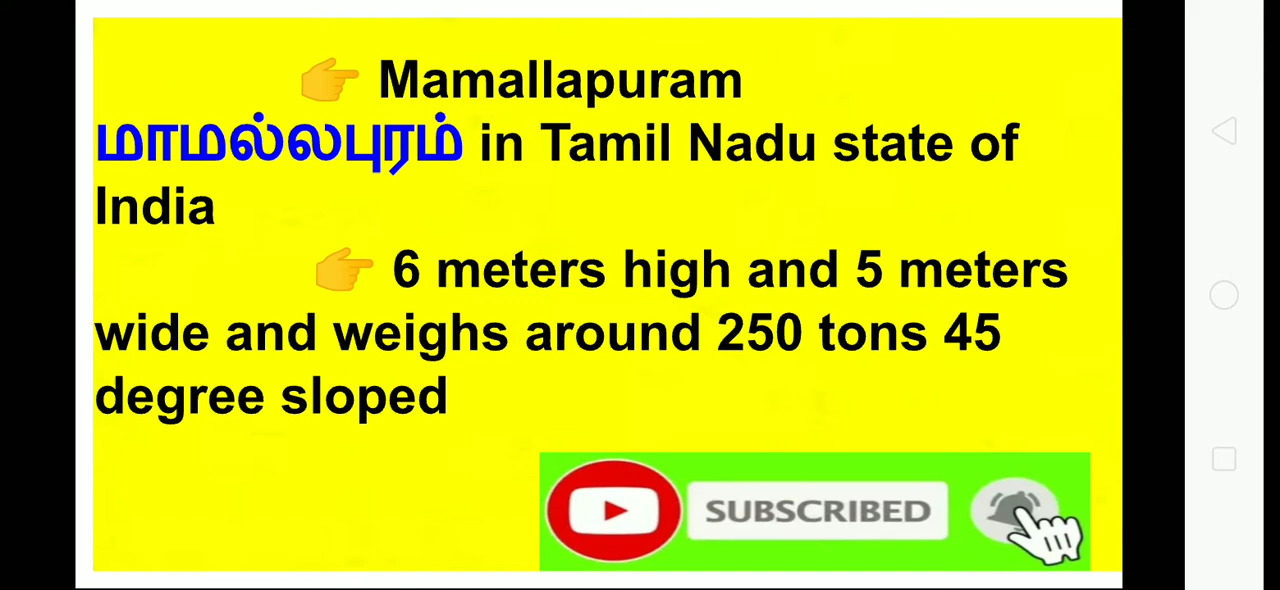 👉 Mamallapuram
மாமல்லபுரம் in Tamil Nadu state of
India
👉 6 meters high and 5 meters
wide and weighs around 250 tons 45
degree sloped
SUBSCRIBED